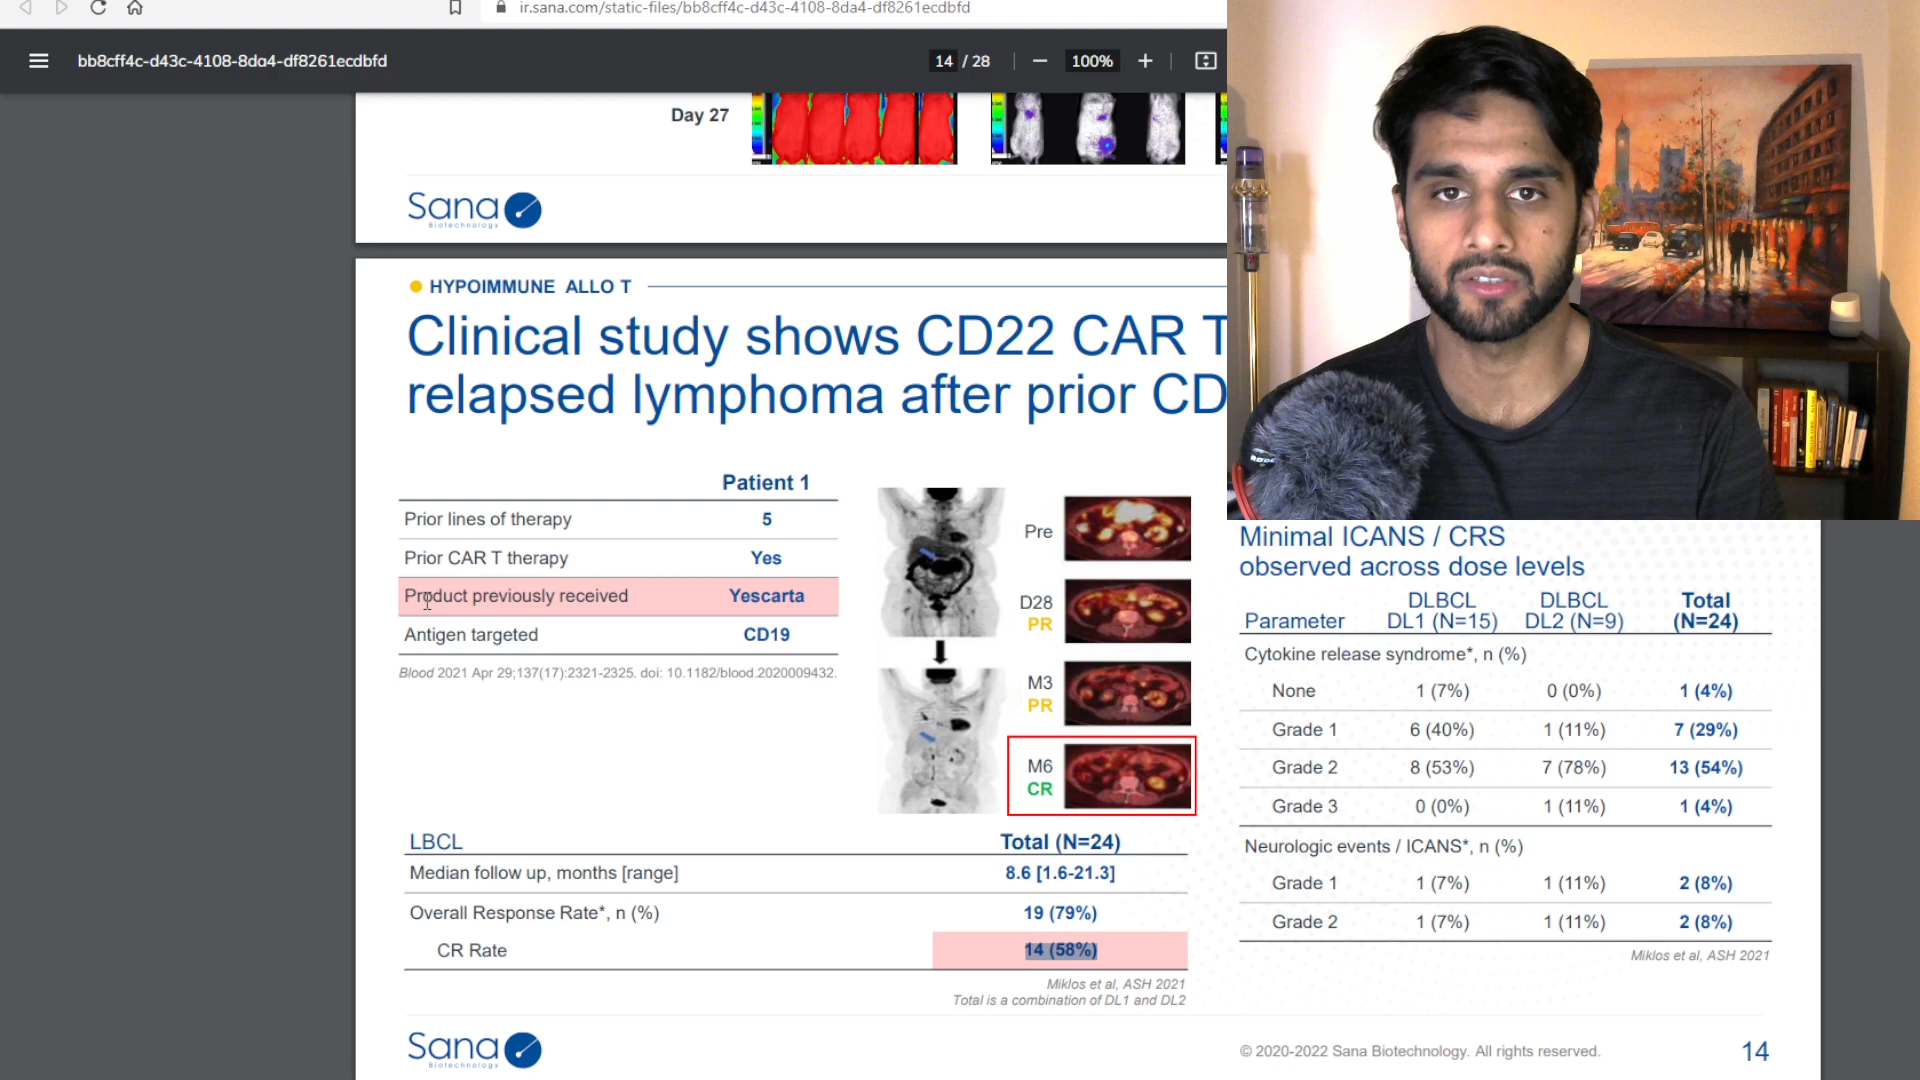 ir.sana.com/static-files/bb8cff4c-d43c-4108-8da4-df8261ecdbfd
bb8cff4c-d43c-4108-8da4-df8261ecdbfd
14 / 28
100%
Day 27
Sana
Biotechnology
HYPOIMMUNE ALLO T
Clinical study shows CD22 CAR T
relapsed lymphoma after prior CD
Patient 1
Prior lines of therapy 5
Prior CAR T therapy Yes
Product previously received Yescarta
Antigen targeted CD19
Blood 2021 Apr 29;137(17):2321-2325. doi: 10.1182/blood.2020009432.
Pre
D28
PR
M3
PR
M6
CR
LBCL Total (N=24)
Median follow up, months [range] 8.6 [1.6-21.3]
Overall Response Rate*, n (%) 19 (79%)
CR Rate 14 (58%)
Miklos et al, ASH 2021
Total is a combination of DL1 and DL2
Minimal ICANS / CRS
observed across dose levels
DLBCL DLBCL Total
Parameter DL1 (N=15) DL2 (N=9) (N=24)
Cytokine release syndrome*, n (%)
None 1 (7%) 0 (0%) 1 (4%)
Grade 1 6 (40%) 1 (11%) 7 (29%)
Grade 2 8 (53%) 7 (78%) 13 (54%)
Grade 3 0 (0%) 1 (11%) 1 (4%)
Neurologic events / ICANS*, n (%)
Grade 1 1 (7%) 1 (11%) 2 (8%)
Grade 2 1 (7%) 1 (11%) 2 (8%)
Miklos et al, ASH 2021
Sana
Biotechnology
© 2020-2022 Sana Biotechnology. All rights reserved.
14